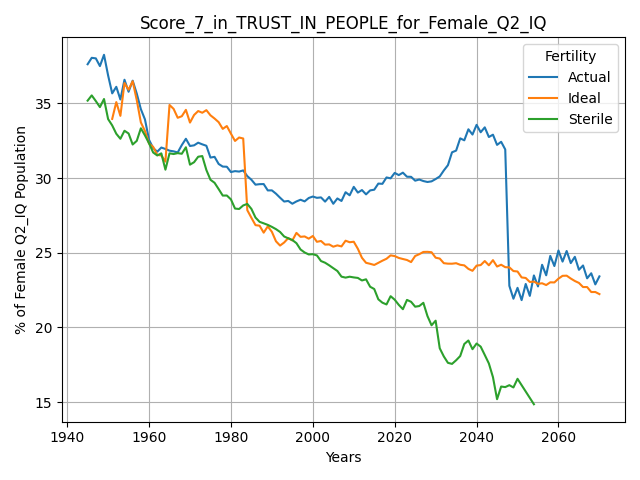 Score_7_in_TRUST_IN_PEOPLE_for_Female_Q2_IQ
% of Female Q2_IQ Population
35
30
25
20
15
Fertility
Actual
Ideal
Sterile
1940 1960 1980 2000 2020 2040 2060
Years